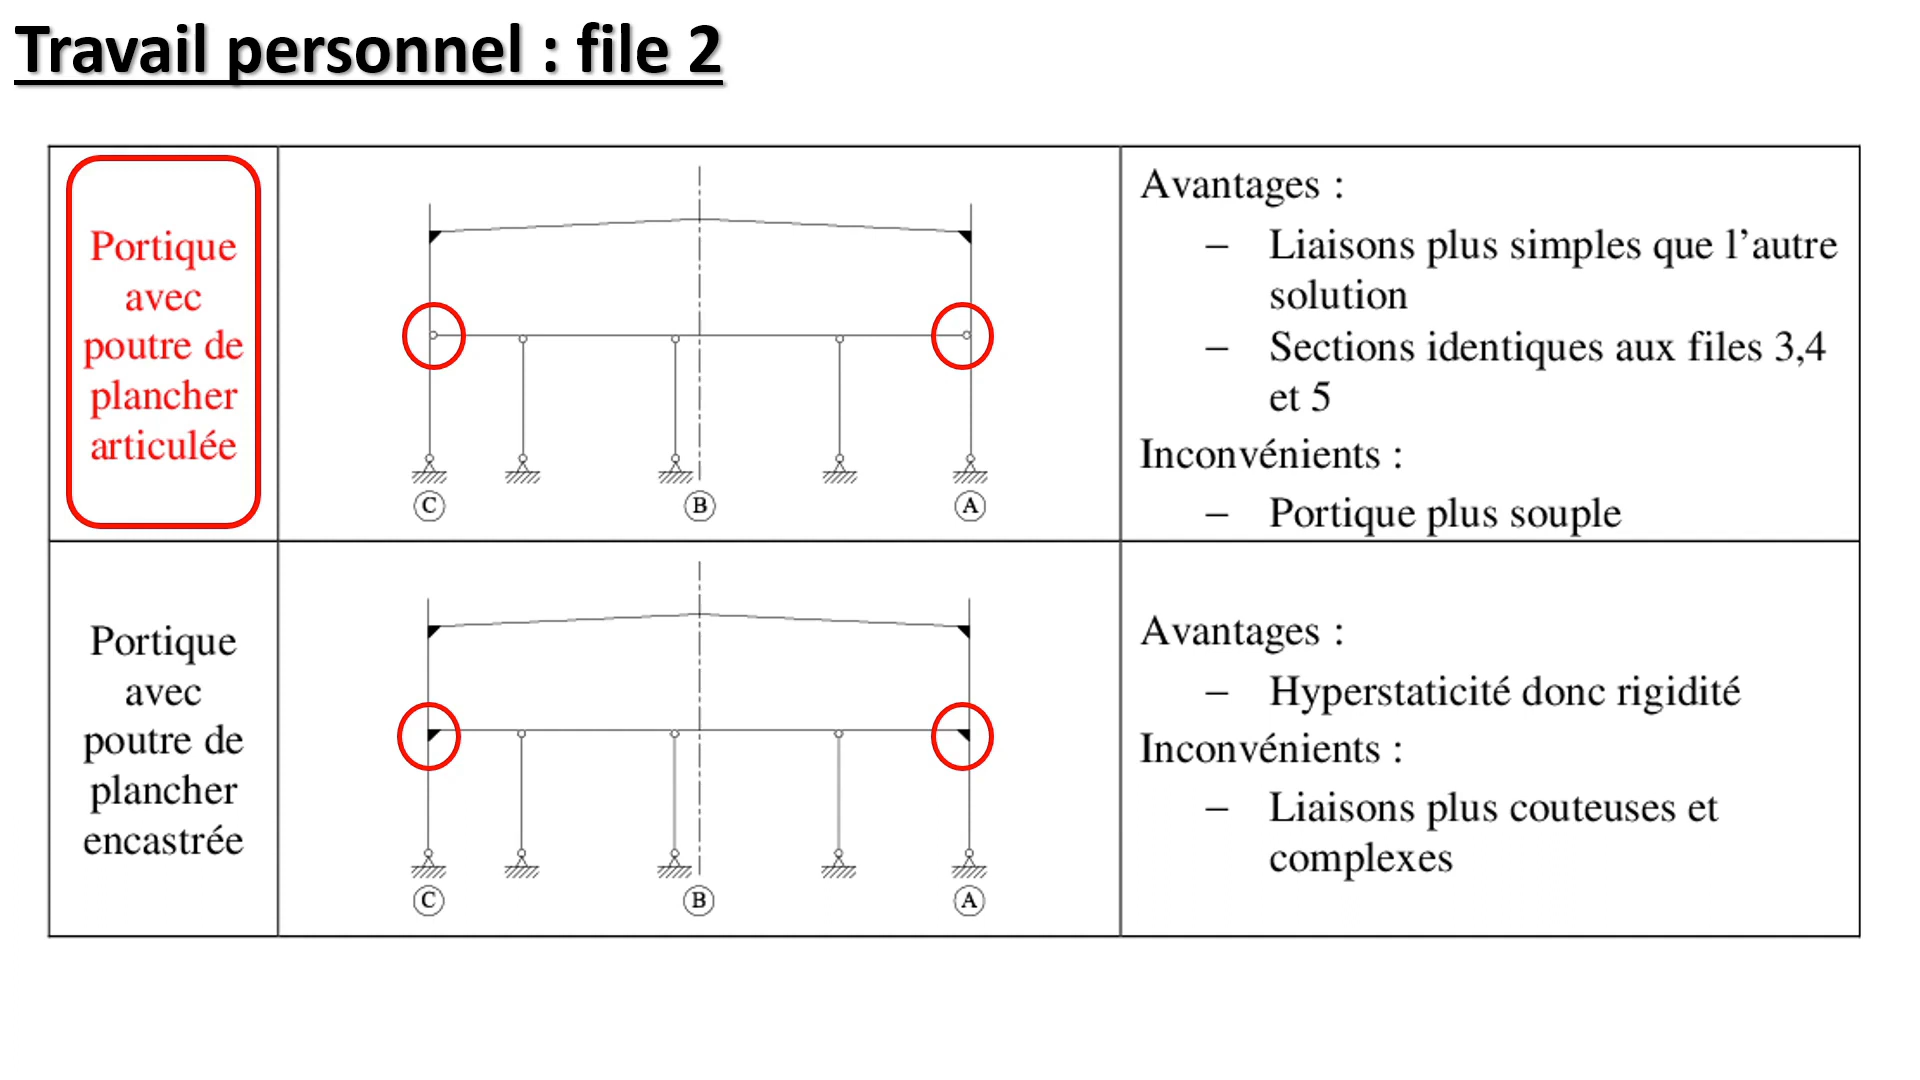 Travail personnel : file 2
Portique
avec
poutre de
plancher
articulée
C
B
A
Avantages :
– Liaisons plus simples que l’autre
solution
– Sections identiques aux files 3,4
et 5
Inconvénients :
– Portique plus souple
Portique
avec
poutre de
plancher
encastrée
C
B
A
Avantages :
– Hyperstaticité donc rigidité
Inconvénients :
– Liaisons plus couteuses et
complexes